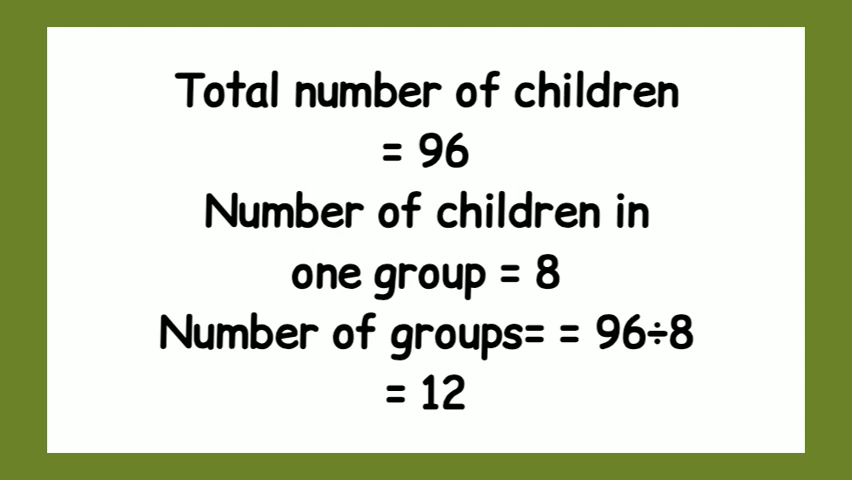 Total number of children
= 96
Number of children in
one group = 8
Number of groups= = 96÷8
= 12